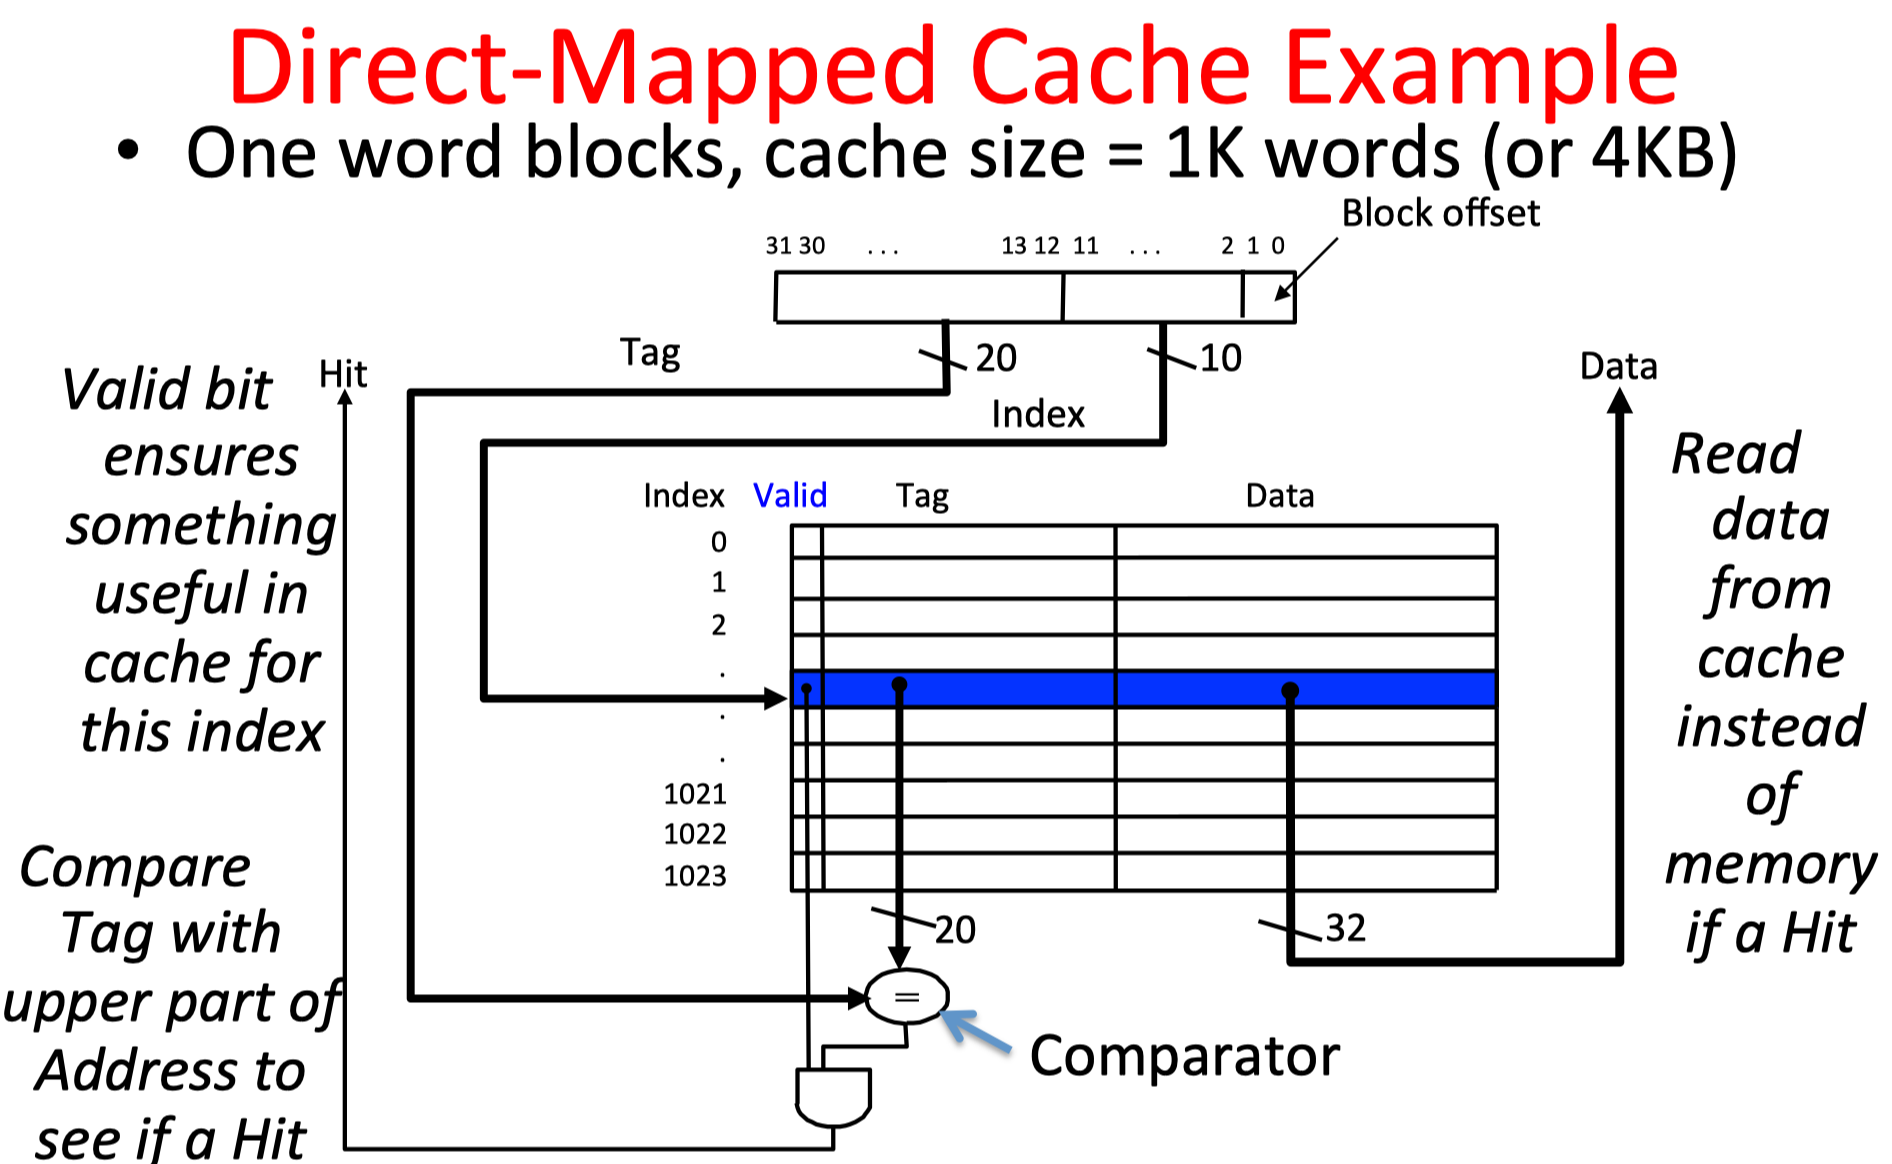 Direct-Mapped Cache Example
• One word blocks, cache size = 1K words (or 4KB)
Block offset
31 30 ... 13 12 11 ... 2 1 0
Tag
20
10
Index
Hit
Data
Valid bit
ensures
something
useful in
cache for
this index
Compare
Tag with
upper part of
Address to
see if a Hit
Index Valid Tag Data
0
1
2
.
.
.
1021
1022
1023
20
32
=
Comparator
Read
data
from
cache
instead
of
memory
if a Hit